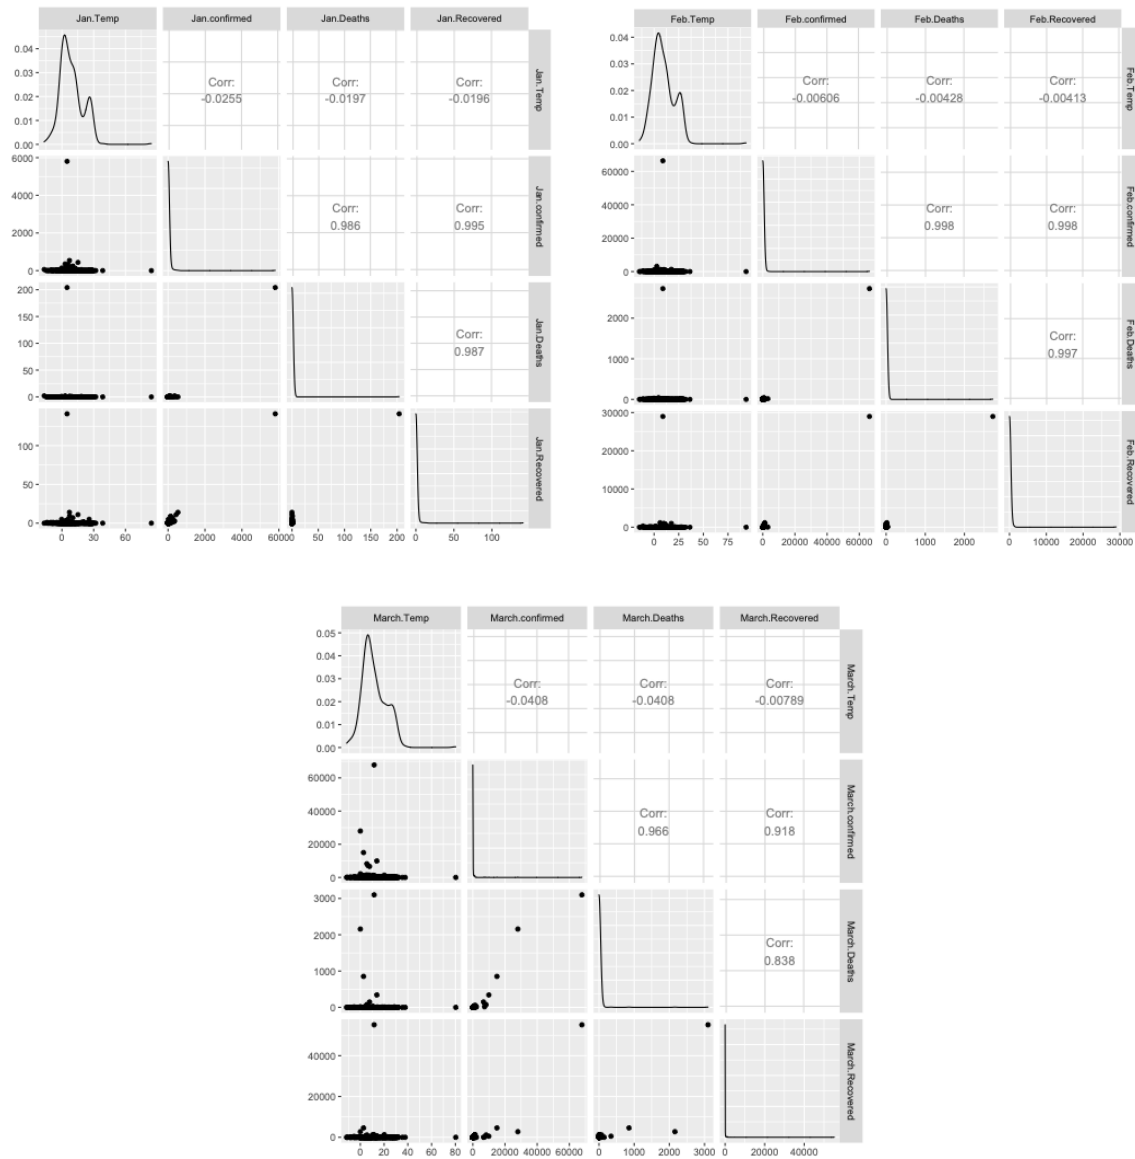 Jan.Temp Jan.confirmed Jan.Deaths Jan.Recovered
0.04
0.03
0.02
0.01
0.00
Corr:
-0.0255
Corr:
-0.0197
Corr:
-0.0196
Jan.Temp
6000
4000
2000
0
Corr:
0.986
Corr:
0.995
Jan.confirmed
200
150
100
50
0
Corr:
0.987
Jan.Deaths
100
50
0
Jan.Recovered
0 30 60 0 2000 4000 6000 0 50 100 150 200 0 50 100
Feb.Temp Feb.confirmed Feb.Deaths Feb.Recovered
0.04
0.03
0.02
0.01
0.00
Corr:
-0.00606
Corr:
-0.00428
Corr:
-0.00413
Feb.Temp
60000
40000
20000
0
Corr:
0.998
Corr:
0.998
Feb.confirmed
2000
1000
0
Corr:
0.997
Feb.Deaths
30000
20000
10000
0
Feb.Recovered
0 25 50 75 0 20000 40000 60000 0 1000 2000 0 10000 20000 30000
March.Temp March.confirmed March.Deaths March.Recovered
0.05
0.04
0.03
0.02
0.01
0.00
Corr:
-0.0408
Corr:
-0.0408
Corr:
-0.00789
March.Temp
60000
40000
20000
0
Corr:
0.966
Corr:
0.918
March.confirmed
3000
2000
1000
0
Corr:
0.838
March.Deaths
40000
20000
0
March.Recovered
0 20 40 60 80 0 20000 40000 60000 0 1000 2000 3000 0 20000 40000